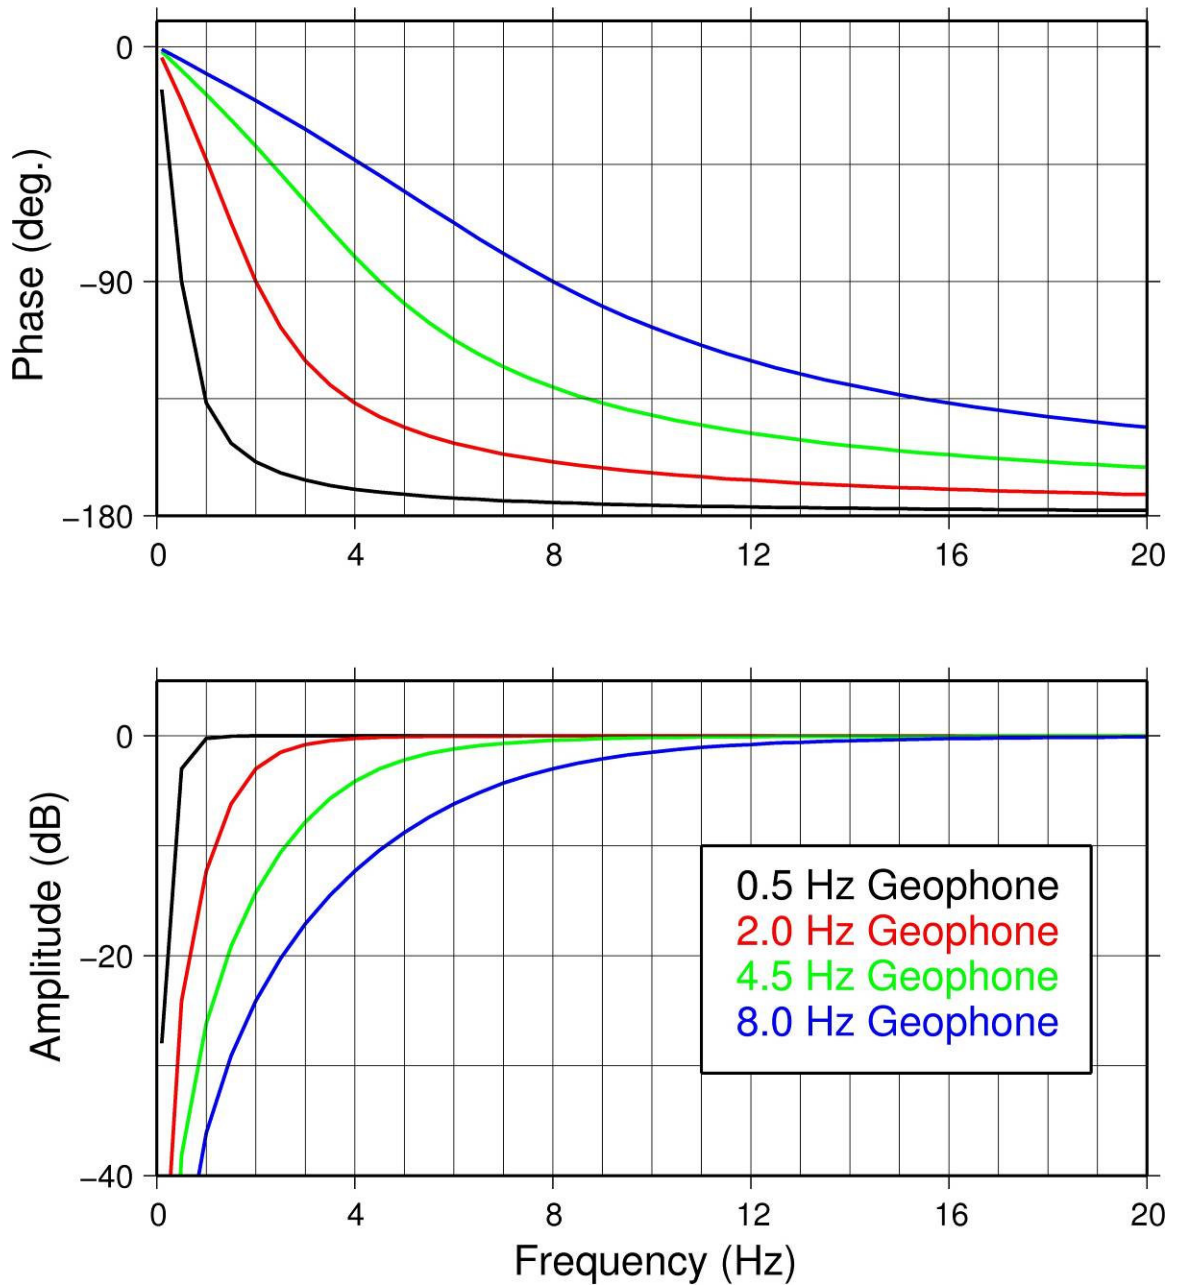 Phase (deg.)
0
−90
−180
0 4 8 12 16 20
Amplitude (dB)
0
−20
−40
0.5 Hz Geophone
2.0 Hz Geophone
4.5 Hz Geophone
8.0 Hz Geophone
0 4 8 12 16 20
Frequency (Hz)